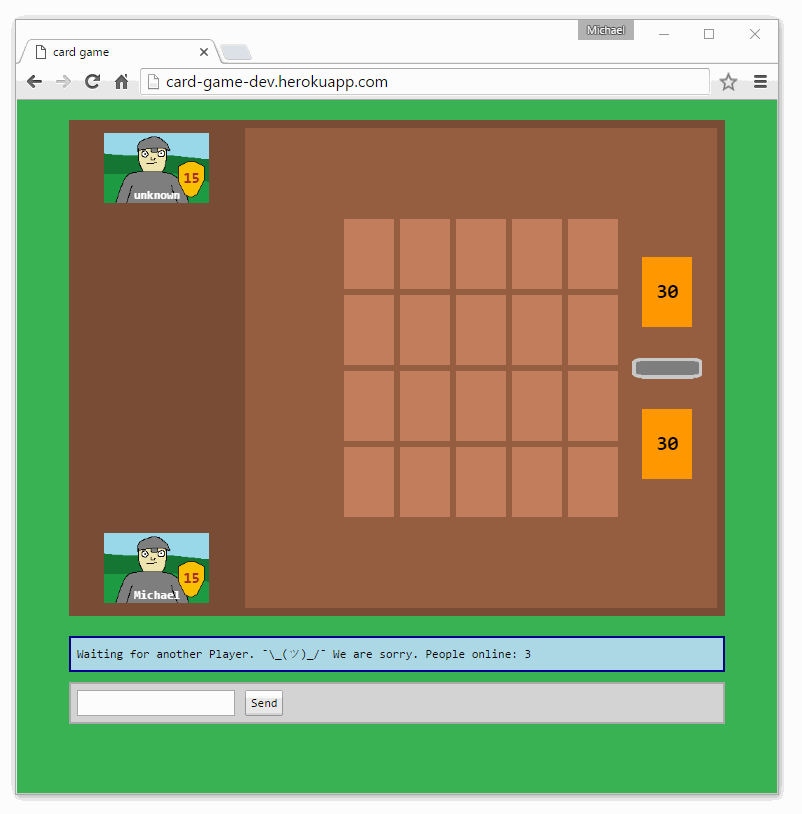 Michael
card game
card-game-dev.herokuapp.com
15
unknown
30
30
15
Michael
Waiting for another Player. ¯\_(ツ)_/¯ We are sorry. People online: 3
Send